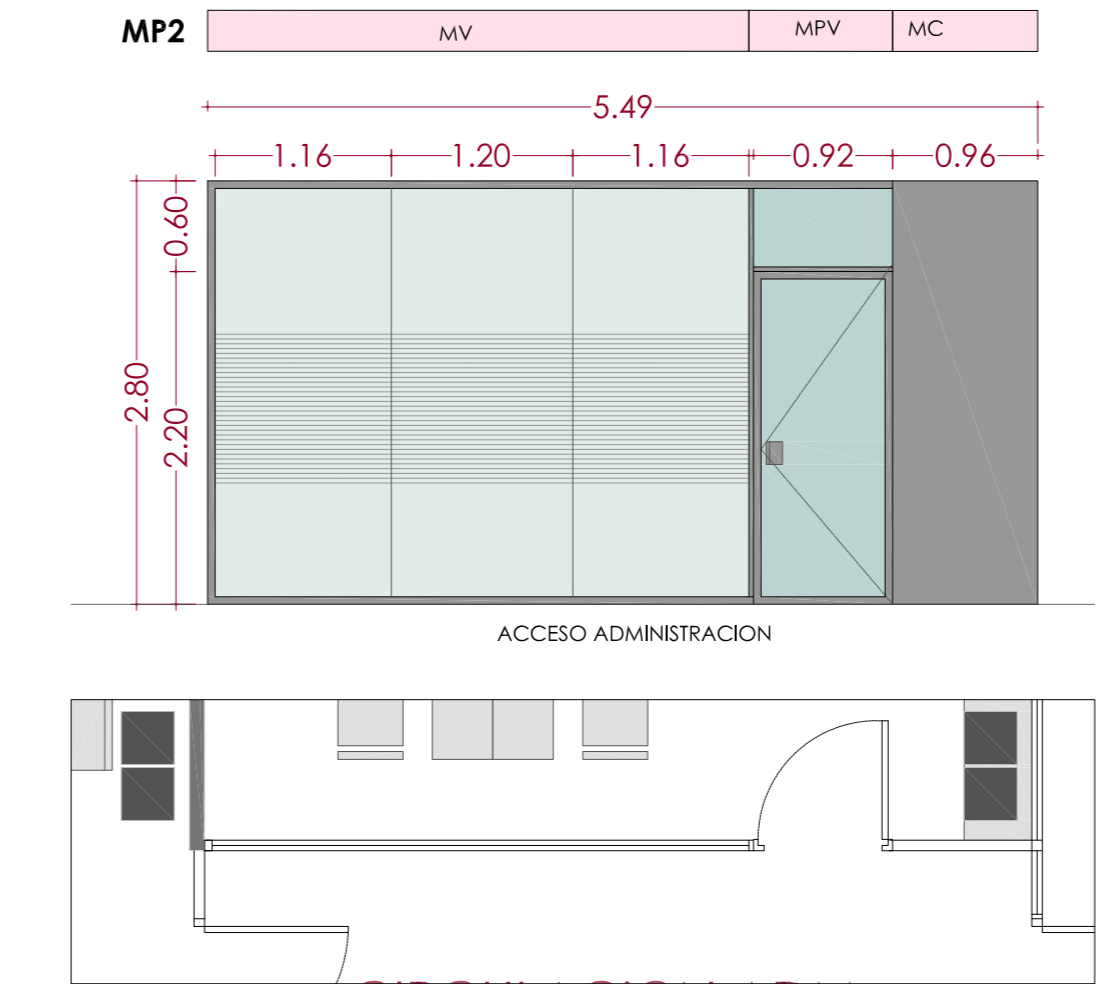 MP2 MV MPV MC
5.49
1.16 1.20 1.16 0.92 0.96
0.60
2.80
2.20
ACCESO ADMINISTRACION